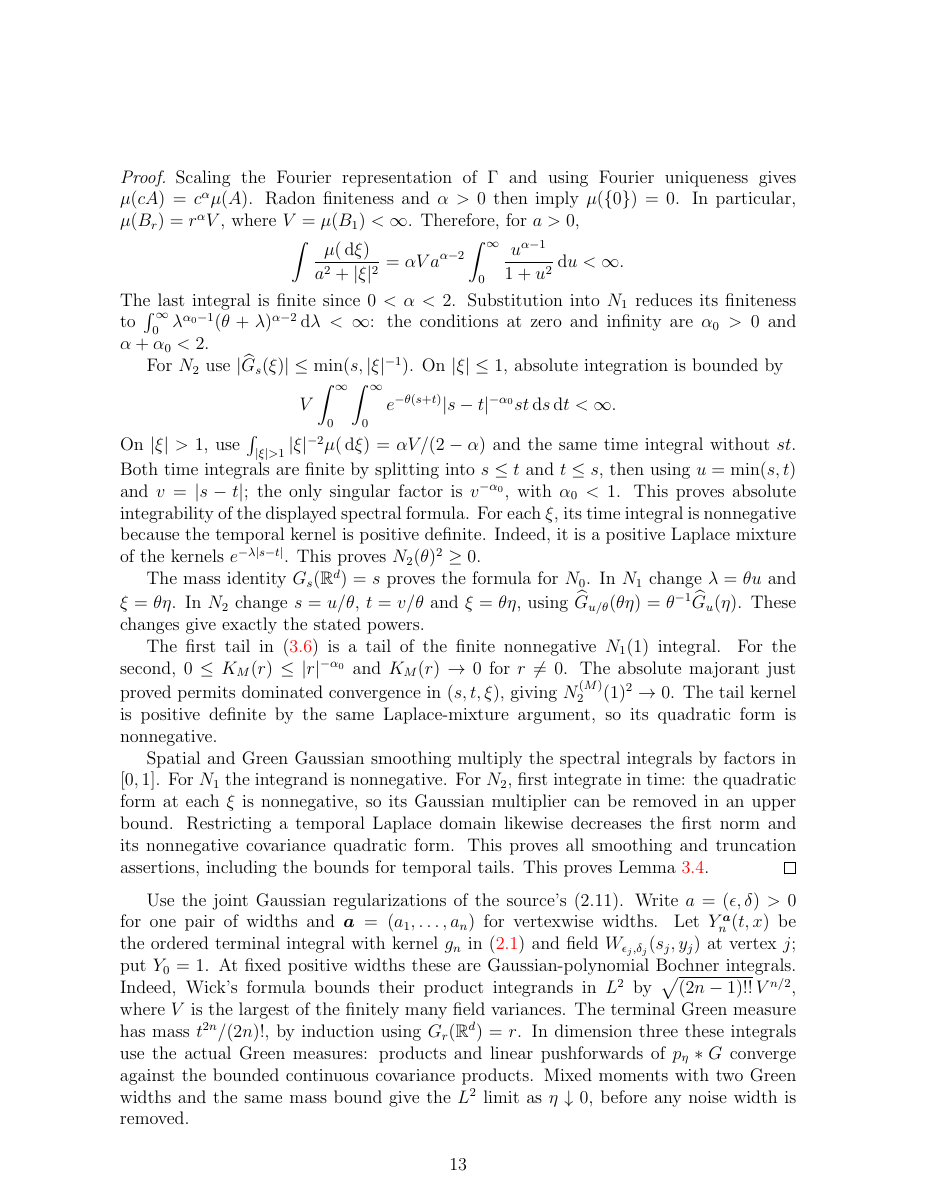 Proof. Scaling the Fourier representation of Γ and using Fourier uniqueness gives
μ(cA) = c^α μ(A). Radon finiteness and α > 0 then imply μ({0}) = 0. In particular,
μ(B_r) = r^α V, where V = μ(B_1) < ∞. Therefore, for a > 0,
∫ μ(dξ) / (a² + |ξ|²) = αV a^{α−2} ∫_0^∞ u^{α−1} / (1 + u²) du < ∞.
The last integral is finite since 0 < α < 2. Substitution into N_1 reduces its finiteness
to ∫_0^∞ λ^{α_0−1}(θ + λ)^{α−2} dλ < ∞: the conditions at zero and infinity are α_0 > 0 and
α + α_0 < 2.
For N_2 use |Ĝ_s(ξ)| ≤ min(s, |ξ|^{−1}). On |ξ| ≤ 1, absolute integration is bounded by
V ∫_0^∞ ∫_0^∞ e^{−θ(s+t)}|s − t|^{−α_0} st ds dt < ∞.
On |ξ| > 1, use ∫_{|ξ|>1} |ξ|^{−2} μ(dξ) = αV/(2 − α) and the same time integral without st.
Both time integrals are finite by splitting into s ≤ t and t ≤ s, then using u = min(s, t)
and v = |s − t|; the only singular factor is v^{−α_0}, with α_0 < 1. This proves absolute
integrability of the displayed spectral formula. For each ξ, its time integral is nonnegative
because the temporal kernel is positive definite. Indeed, it is a positive Laplace mixture
of the kernels e^{−λ|s−t|}. This proves N_2(θ)² ≥ 0.
The mass identity G_s(ℝ^d) = s proves the formula for N_0. In N_1 change λ = θu and
ξ = θη. In N_2 change s = u/θ, t = v/θ and ξ = θη, using Ĝ_{u/θ}(θη) = θ^{−1}Ĝ_u(η). These
changes give exactly the stated powers.
The first tail in (3.6) is a tail of the finite nonnegative N_1(1) integral. For the
second, 0 ≤ K_M(r) ≤ |r|^{−α_0} and K_M(r) → 0 for r ≠ 0. The absolute majorant just
proved permits dominated convergence in (s, t, ξ), giving N_2^{(M)}(1)² → 0. The tail kernel
is positive definite by the same Laplace-mixture argument, so its quadratic form is
nonnegative.
Spatial and Green Gaussian smoothing multiply the spectral integrals by factors in
[0, 1]. For N_1 the integrand is nonnegative. For N_2, first integrate in time: the quadratic
form at each ξ is nonnegative, so its Gaussian multiplier can be removed in an upper
bound. Restricting a temporal Laplace domain likewise decreases the first norm and
its nonnegative covariance quadratic form. This proves all smoothing and truncation
assertions, including the bounds for temporal tails. This proves Lemma 3.4. □
Use the joint Gaussian regularizations of the source's (2.11). Write a = (ϵ, δ) > 0
for one pair of widths and 𝒂 = (a_1, . . . , a_n) for vertexwise widths. Let Y_n^𝒂(t, x) be
the ordered terminal integral with kernel g_n in (2.1) and field W_{ϵ_j,δ_j}(s_j, y_j) at vertex j;
put Y_0 = 1. At fixed positive widths these are Gaussian-polynomial Bochner integrals.
Indeed, Wick's formula bounds their product integrands in L² by √(2n − 1)!! V^{n/2},
where V is the largest of the finitely many field variances. The terminal Green measure
has mass t^{2n}/(2n)!, by induction using G_r(ℝ^d) = r. In dimension three these integrals
use the actual Green measures: products and linear pushforwards of p_η ∗ G converge
against the bounded continuous covariance products. Mixed moments with two Green
widths and the same mass bound give the L² limit as η ↓ 0, before any noise width is
removed.
13